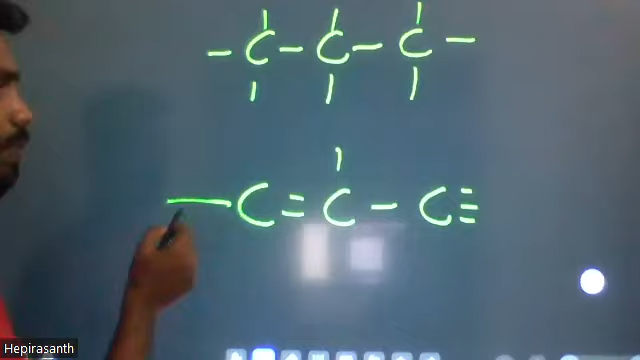 - C - C - C -
— C = C - C ≡
Hepirasanth